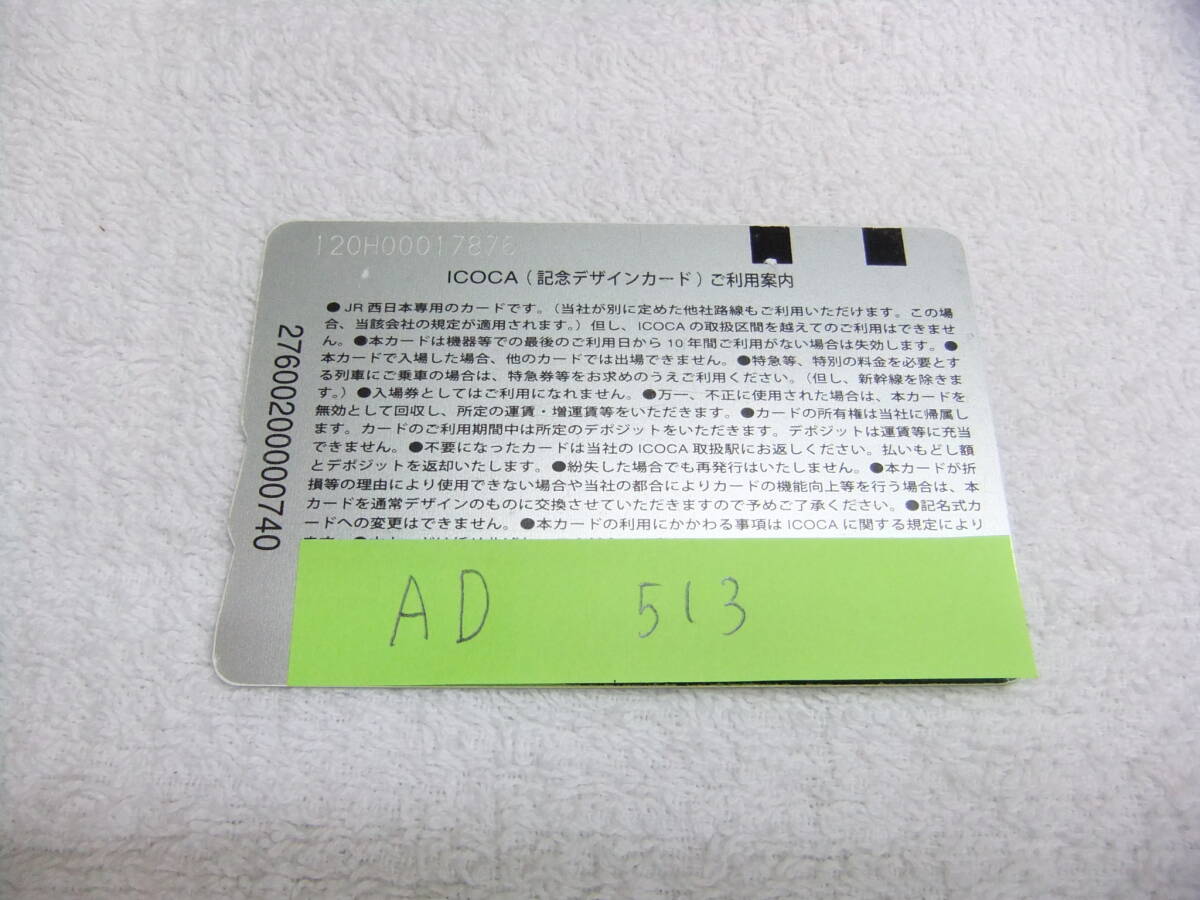 120H00017876
ICOCA（記念デザインカード）ご利用案内
●JR西日本専用のカードです。（当社が別に定めた他社路線もご利用いただけます。この場
合、当該会社の規定が適用されます。）但し、ICOCAの取扱区間を越えてのご利用はできませ
ん。●本カードは機器等での最後のご利用日から10年間ご利用がない場合は失効します。●
本カードで入場した場合、他のカードでは出場できません。●特急等、特別の料金を必要とす
る列車にご乗車の場合は、特急券等をお求めのうえご利用ください。（但し、新幹線を除きま
す。）●入場券としてはご利用になれません。●万一、不正に使用された場合は、本カードを
無効として回収し、所定の運賃・増運賃等をいただきます。●カードの所有権は当社に帰属し
ます。カードのご利用期間中は所定のデポジットをいただきます。デポジットは運賃等に充当
できません。●不要になったカードは当社のICOCA取扱駅にお返しください。払いもどし額
とデポジットを返却いたします。●紛失した場合でも再発行はいたしません。●本カードが折
損等の理由により使用できない場合や当社の都合によりカードの機能向上等を行う場合は、本
カードを通常デザインのものに交換させていただきますので予めご了承ください。●記名式カ
ードへの変更はできません。●本カードの利用にかかわる事項はICOCAに関する規定により
2760020000740
AD 513